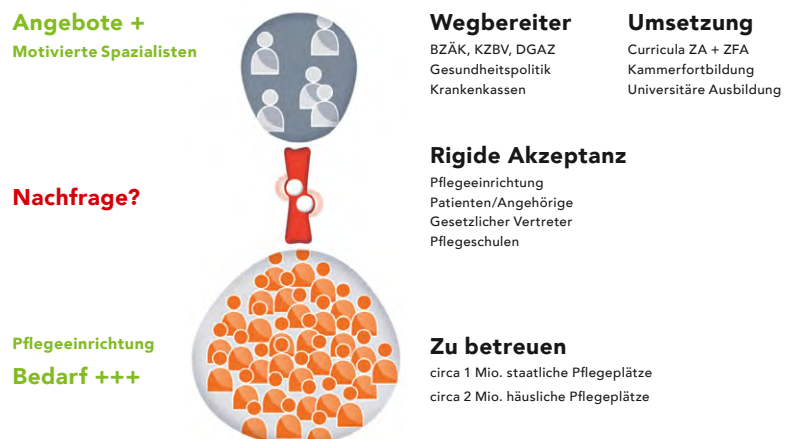 Angebote +
Motivierte Spazialisten
Wegbereiter
BZÄK, KZBV, DGAZ
Gesundheitspolitik
Krankenkassen
Umsetzung
Curricula ZA + ZFA
Kammerfortbildung
Universitäre Ausbildung
Nachfrage?
Rigide Akzeptanz
Pflegeeinrichtung
Patienten/Angehörige
Gesetzlicher Vertreter
Pflegeschulen
Pflegeeinrichtung
Bedarf +++
Zu betreuen
circa 1 Mio. staatliche Pflegeplätze
circa 2 Mio. häusliche Pflegeplätze